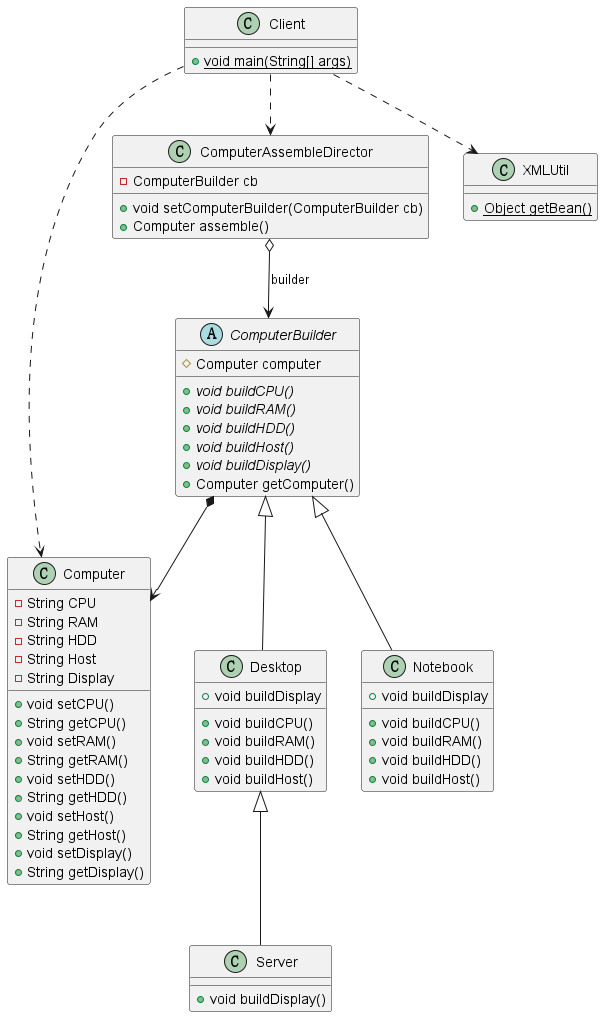 C Client
void main(String[] args)
C ComputerAssembleDirector
ComputerBuilder cb
void setComputerBuilder(ComputerBuilder cb)
Computer assemble()
C XMLUtil
Object getBean()
builder
A ComputerBuilder
Computer computer
void buildCPU()
void buildRAM()
void buildHDD()
void buildHost()
void buildDisplay()
Computer getComputer()
C Computer
String CPU
String RAM
String HDD
String Host
String Display
void setCPU()
String getCPU()
void setRAM()
String getRAM()
void setHDD()
String getHDD()
void setHost()
String getHost()
void setDisplay()
String getDisplay()
C Desktop
void buildDisplay
void buildCPU()
void buildRAM()
void buildHDD()
void buildHost()
C Notebook
void buildDisplay
void buildCPU()
void buildRAM()
void buildHDD()
void buildHost()
C Server
void buildDisplay()